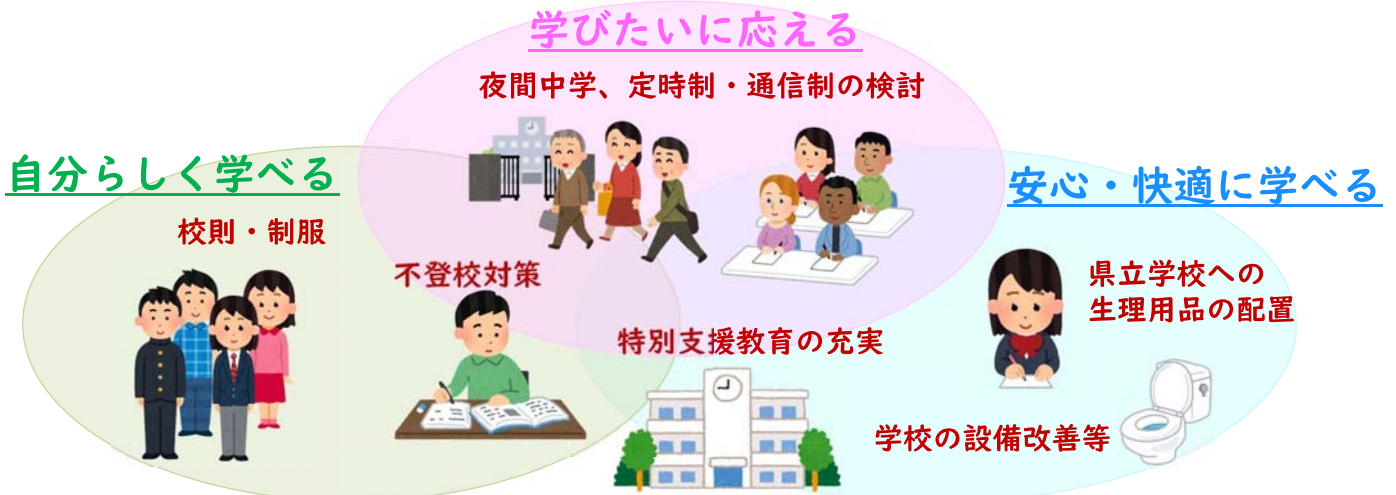 学びたいに応える
夜間中学、定時制・通信制の検討
自分らしく学べる
校則・制服
不登校対策
安心・快適に学べる
県立学校への
生理用品の配置
特別支援教育の充実
学校の設備改善等